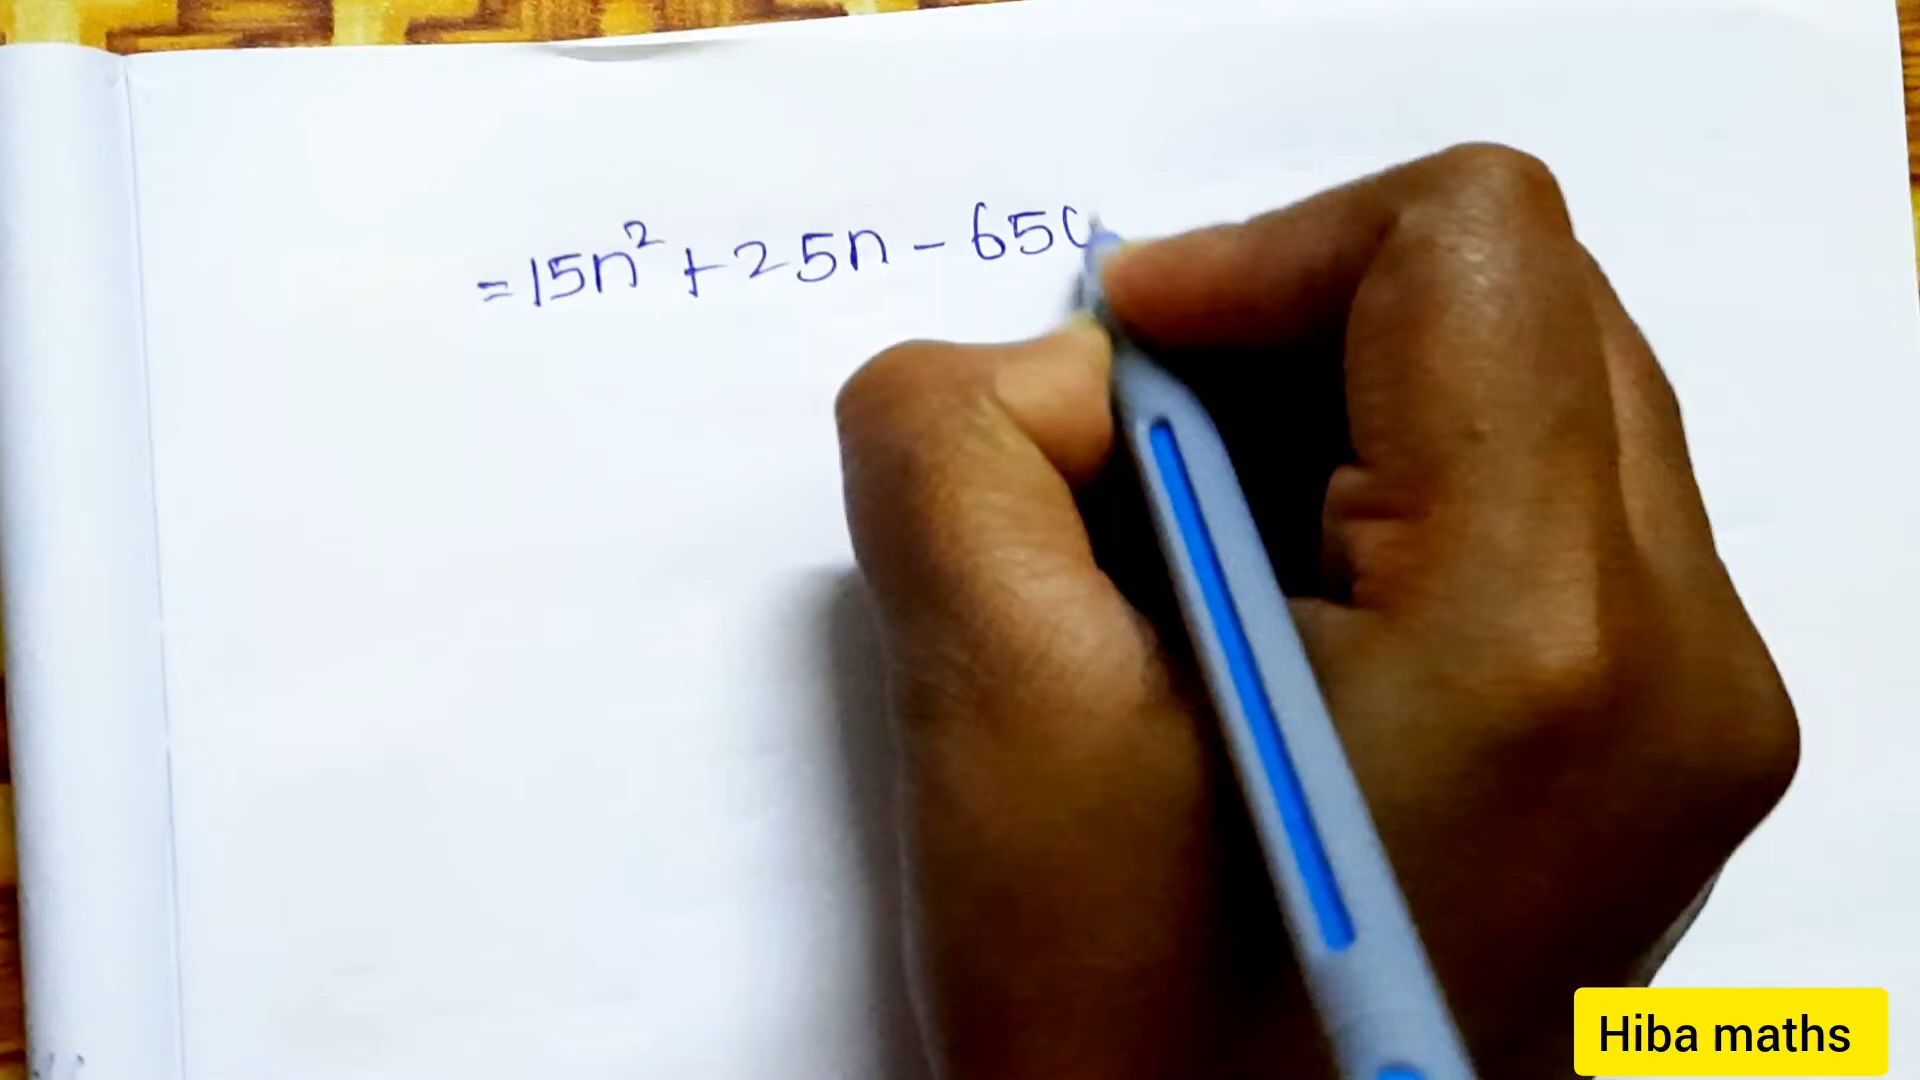 = 15n² + 25n - 650
Hiba maths